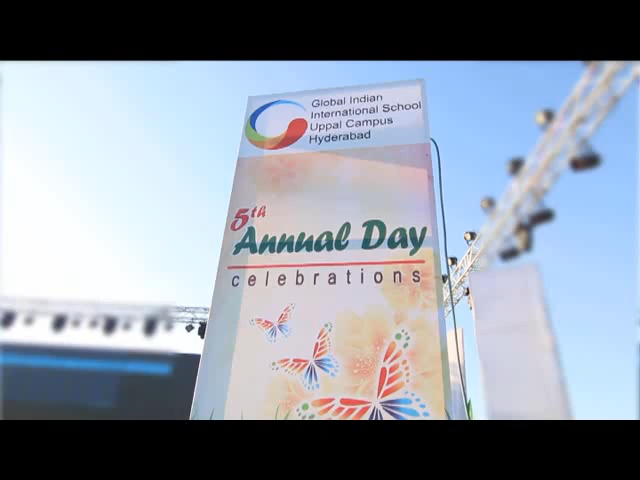 Global Indian
International School
Uppal Campus
Hyderabad
5th
Annual Day
celebrations